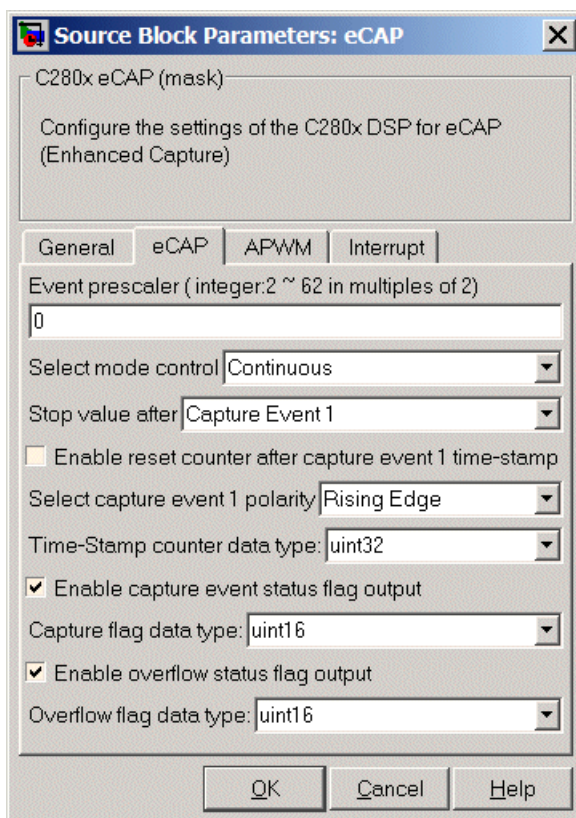 Source Block Parameters: eCAP
C280x eCAP (mask)
Configure the settings of the C280x DSP for eCAP
(Enhanced Capture)
General eCAP APWM Interrupt
Event prescaler ( integer:2 ~ 62 in multiples of 2)
0
Select mode control Continuous
Stop value after Capture Event 1
Enable reset counter after capture event 1 time-stamp
Select capture event 1 polarity Rising Edge
Time-Stamp counter data type: uint32
Enable capture event status flag output
Capture flag data type: uint16
Enable overflow status flag output
Overflow flag data type: uint16
OK Cancel Help